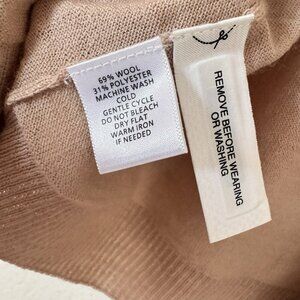 69% WOOL
31% POLYESTER
MACHINE WASH
COLD
GENTLE CYCLE
DO NOT BLEACH
DRY FLAT
WARM IRON
IF NEEDED
REMOVE BEFORE WEARING
OR WASHING